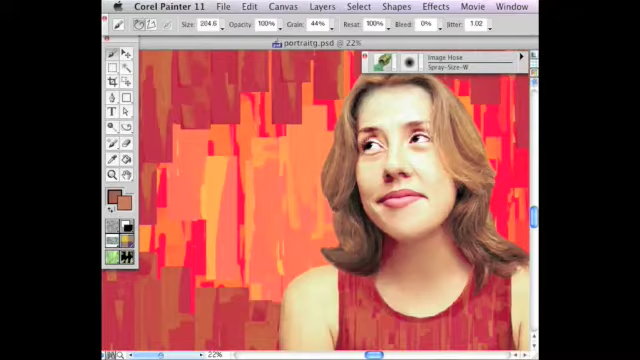 Corel Painter 11 File Edit Canvas Layers Select Shapes Effects Movie Window
Size: 204.6 Opacity: 100% Grain: 44% Resat: 100% Bleed: 0% Jitter: 1.02
portraitg.psd @ 22%
Image Hose
Spray-Size-W
T
22%